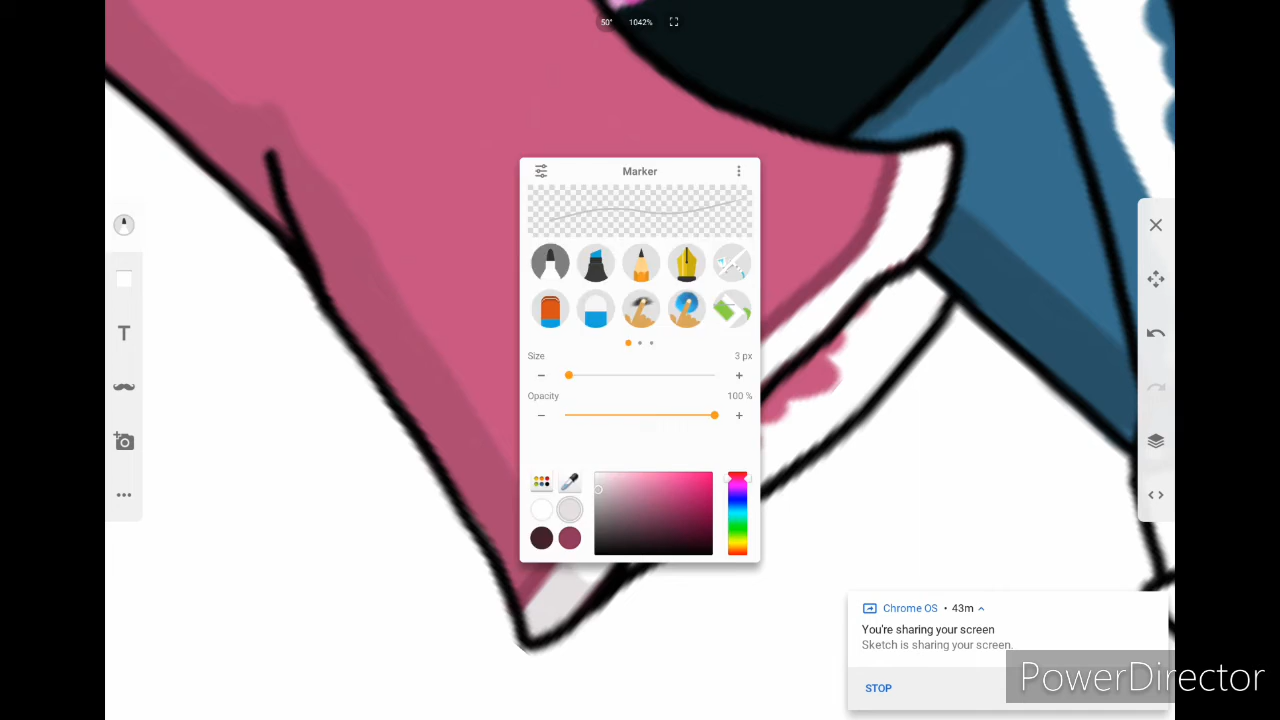 50° 1042%
Marker
T
Size 3 px
Opacity 100 %
Chrome OS • 43m
You're sharing your screen
Sketch is sharing your screen.
STOP
PowerDirector